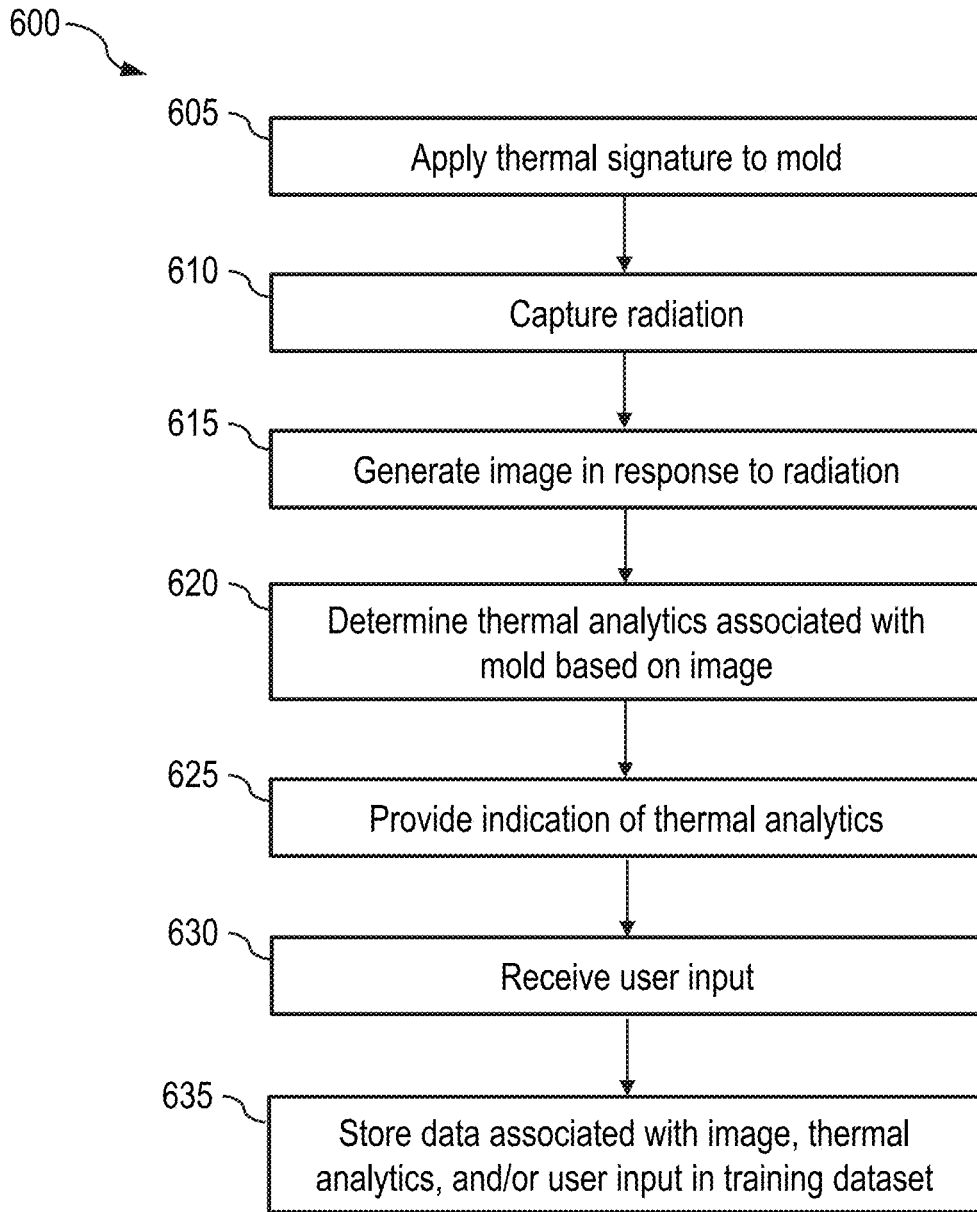 600
605
Apply thermal signature to mold
610
Capture radiation
615
Generate image in response to radiation
620
Determine thermal analytics associated with
mold based on image
625
Provide indication of thermal analytics
630
Receive user input
635
Store data associated with image, thermal
analytics, and/or user input in training dataset